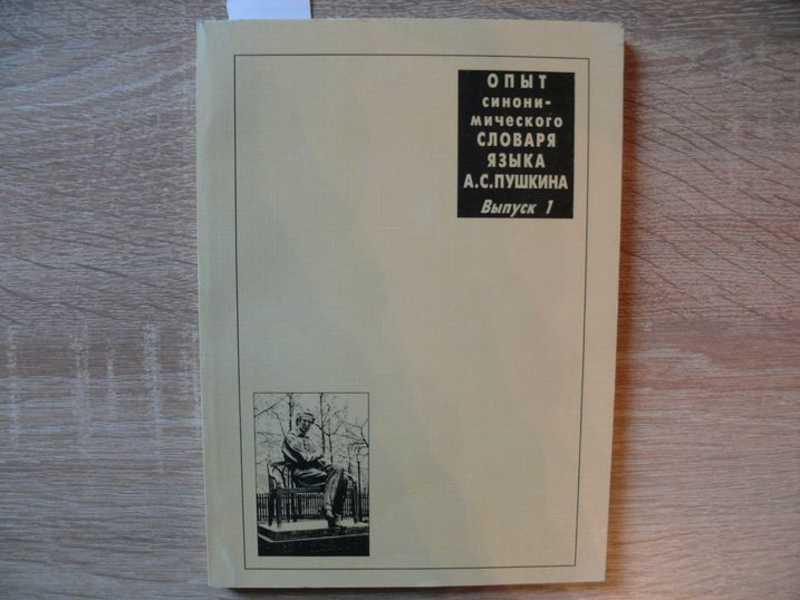 ОПЫТ
синони-
мического
СЛОВАРЯ
ЯЗЫКА
А.С.ПУШКИНА
Выпуск 1